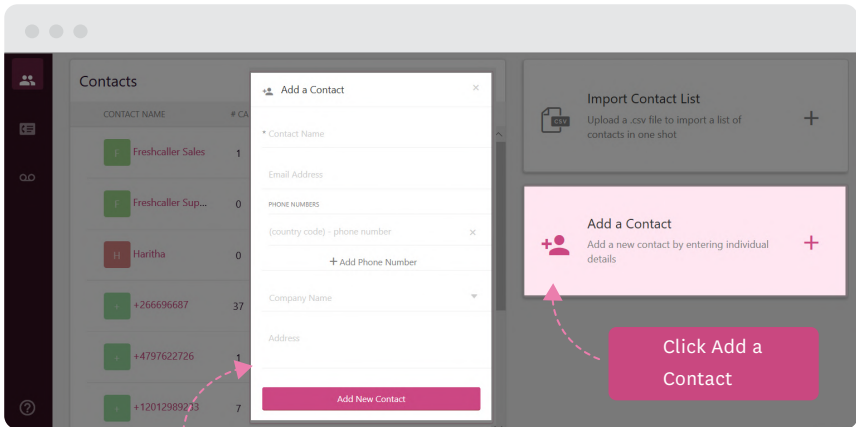 Contacts
CONTACT NAME
# CA
Freshcaller Sales
1
F
Freshcaller Sup...
0
H
Haritha
0
+
+266696687
37
+
+4797622726
1
+
+12012989233
7
Add a Contact
* Contact Name
Email Address
PHONE NUMBERS
(country code) - phone number
+ Add Phone Number
Company Name
Address
Add New Contact
CSV
Import Contact List
Upload a .csv file to import a list of
contacts in one shot
Add a Contact
Add a new contact by entering individual
details
Click Add a
Contact